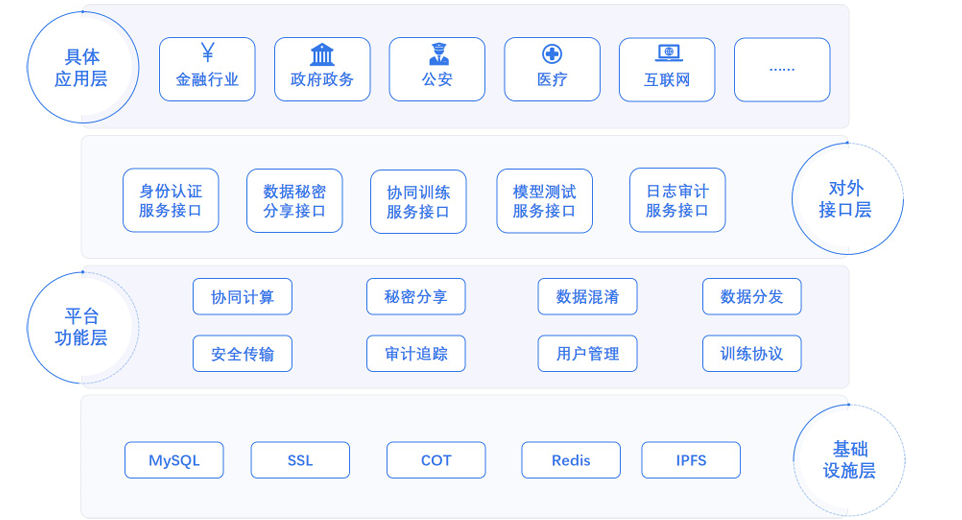 具体
应用层
¥
金融行业
政府政务
公安
医疗
互联网
……
身份认证
服务接口
数据秘密
分享接口
协同训练
服务接口
模型测试
服务接口
日志审计
服务接口
对外
接口层
平台
功能层
协同计算
秘密分享
数据混淆
数据分发
安全传输
审计追踪
用户管理
训练协议
MySQL
SSL
COT
Redis
IPFS
基础
设施层